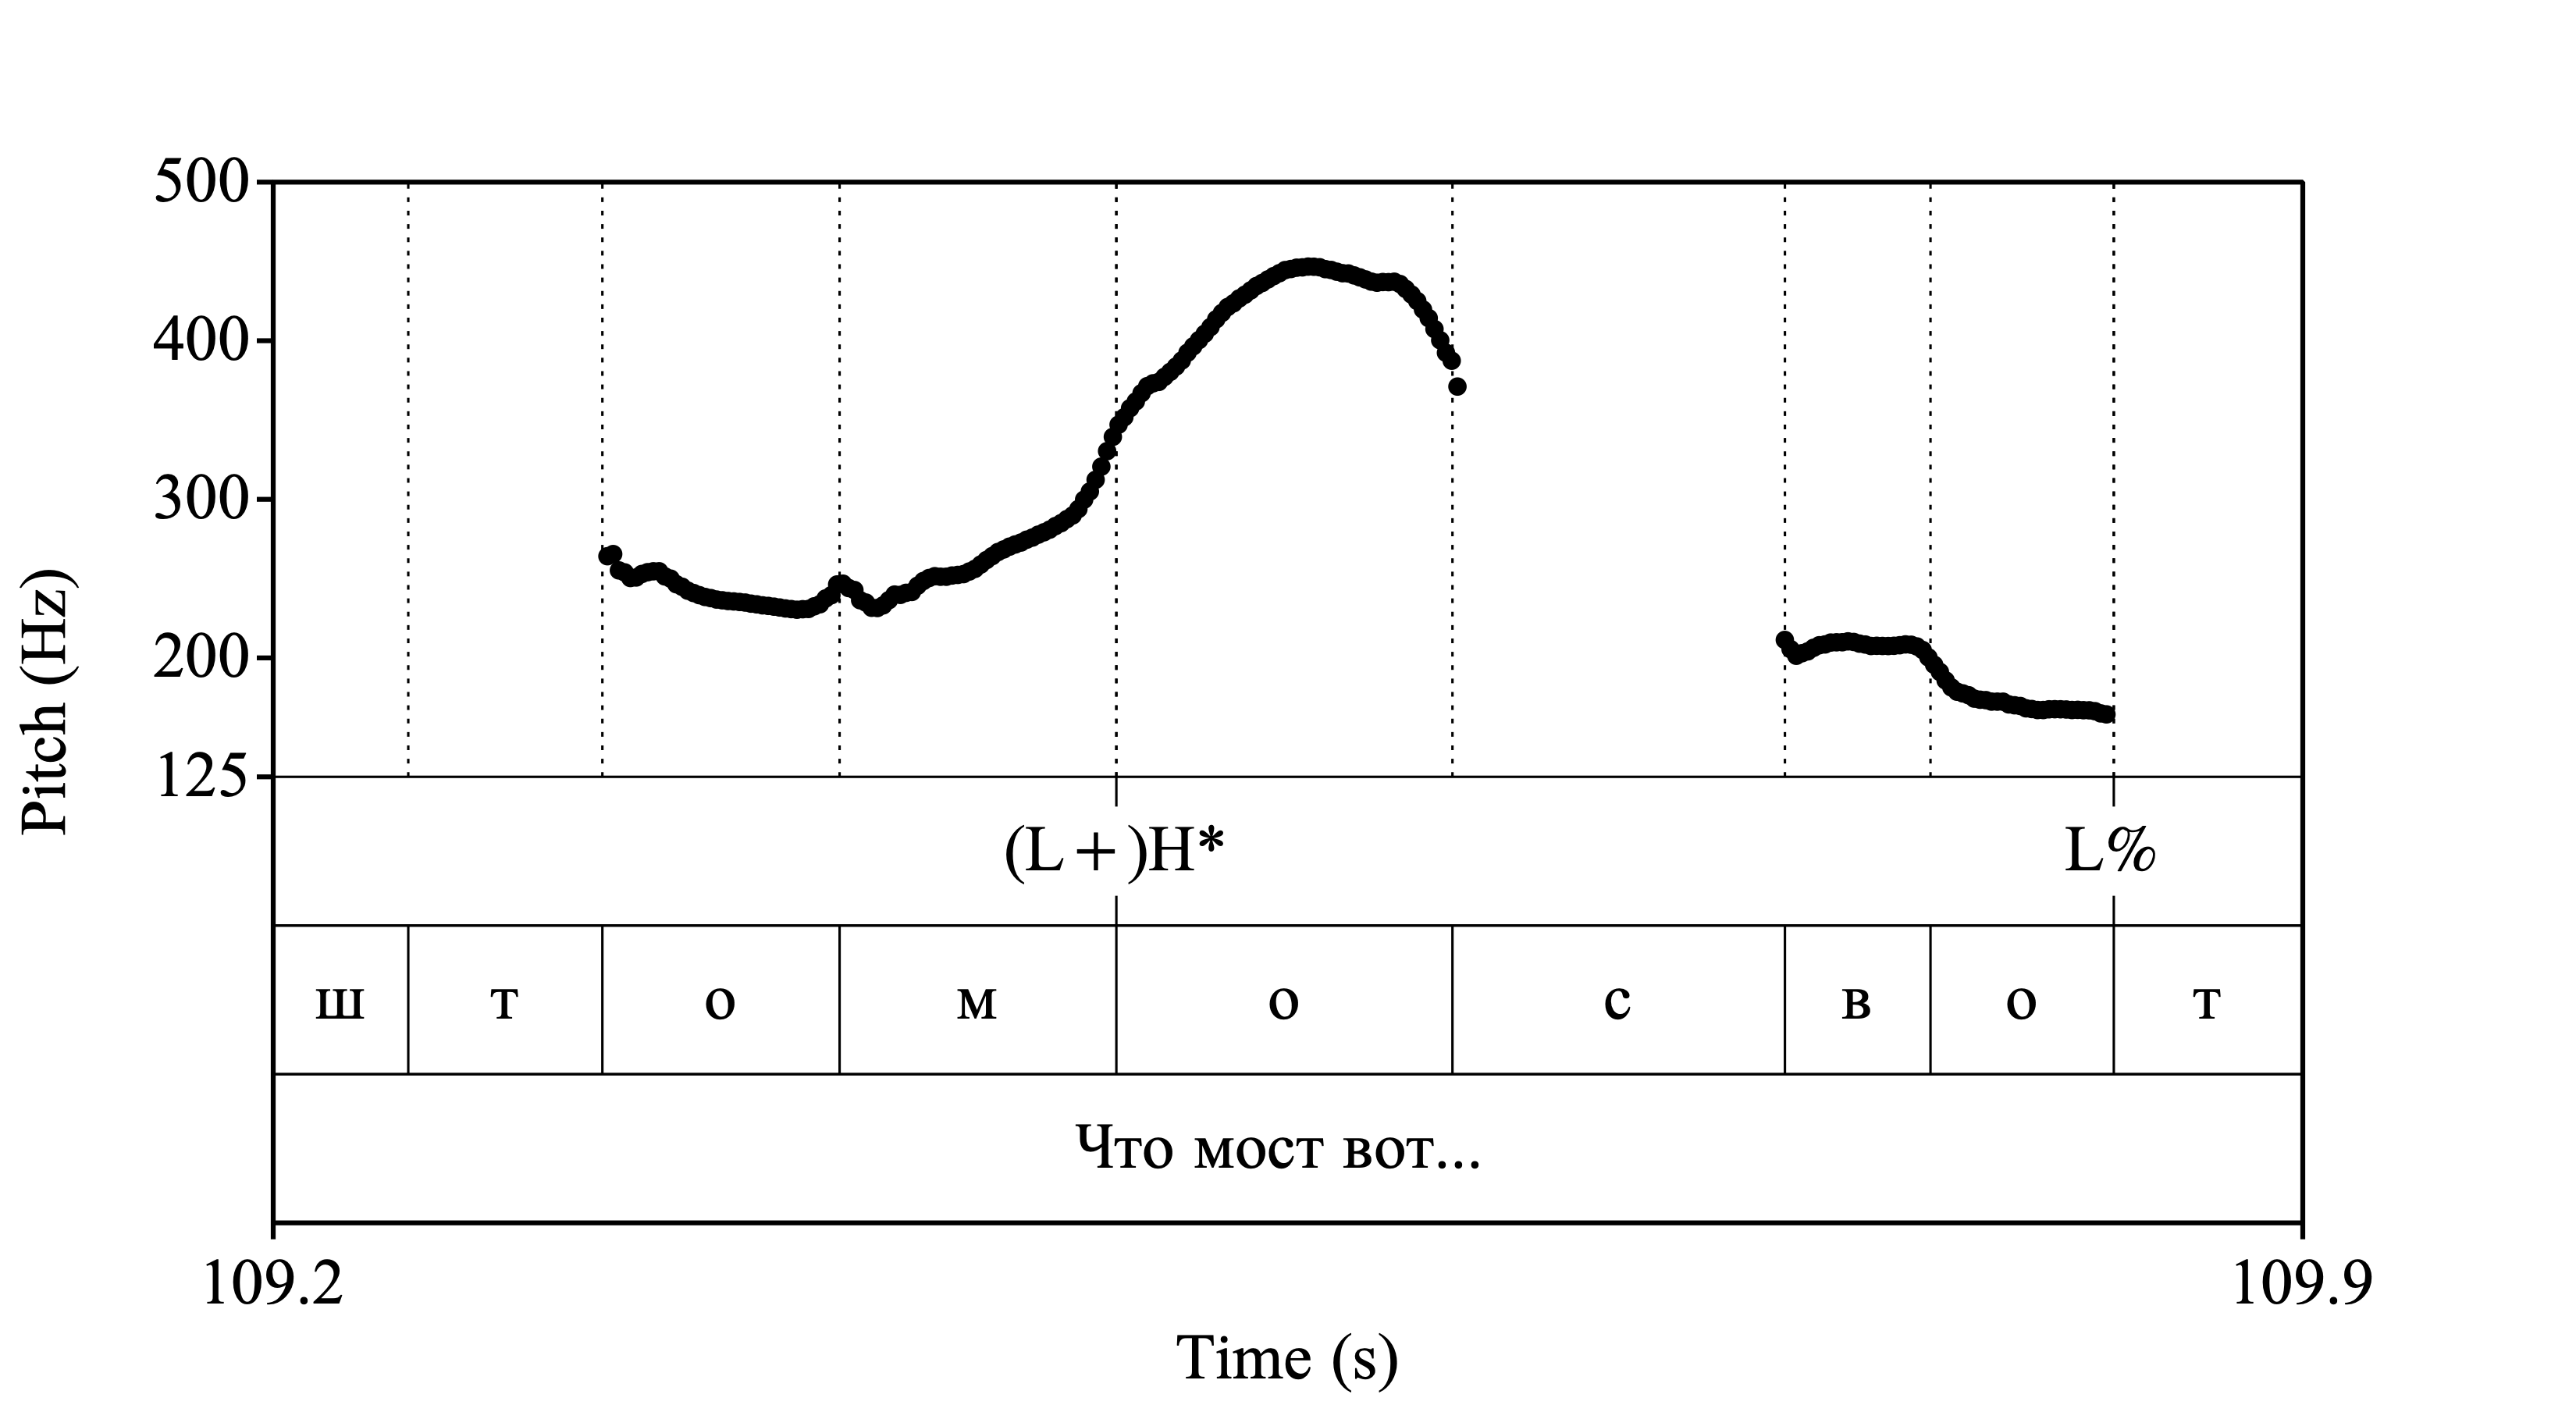 500
400
300
200
125
Pitch (Hz)
(L+)H* L%
ш т о м о с в о т
Что мост вот...
109.2 109.9
Time (s)